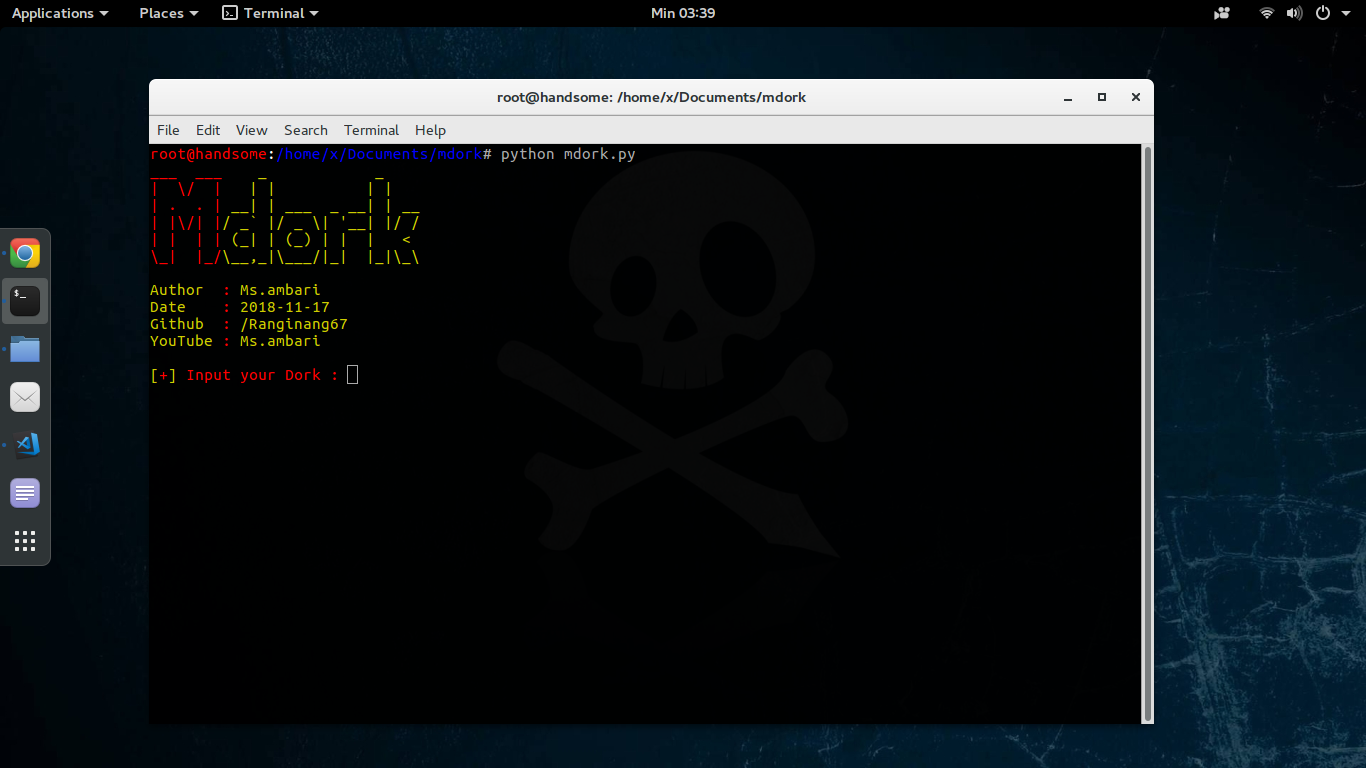 Applications Places Terminal Min 03:39
root@handsome: /home/x/Documents/mdork
File Edit View Search Terminal Help
root@handsome:/home/x/Documents/mdork# python mdork.py
Mdork
Author : Ms.ambari
Date : 2018-11-17
Github : /Ranginang67
YouTube : Ms.ambari
[+] Input your Dork :
$_